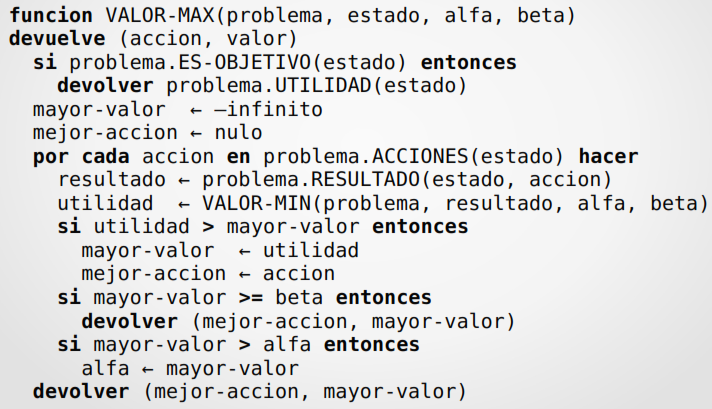 funcion VALOR-MAX(problema, estado, alfa, beta)
devuelve (accion, valor)
  si problema.ES-OBJETIVO(estado) entonces
    devolver problema.UTILIDAD(estado)
  mayor-valor  ← –infinito
  mejor-accion ← nulo
  por cada accion en problema.ACCIONES(estado) hacer
    resultado ← problema.RESULTADO(estado, accion)
    utilidad  ← VALOR-MIN(problema, resultado, alfa, beta)
    si utilidad > mayor-valor entonces
      mayor-valor  ← utilidad
      mejor-accion ← accion
    si mayor-valor >= beta entonces
      devolver (mejor-accion, mayor-valor)
    si mayor-valor > alfa entonces
      alfa ← mayor-valor
  devolver (mejor-accion, mayor-valor)